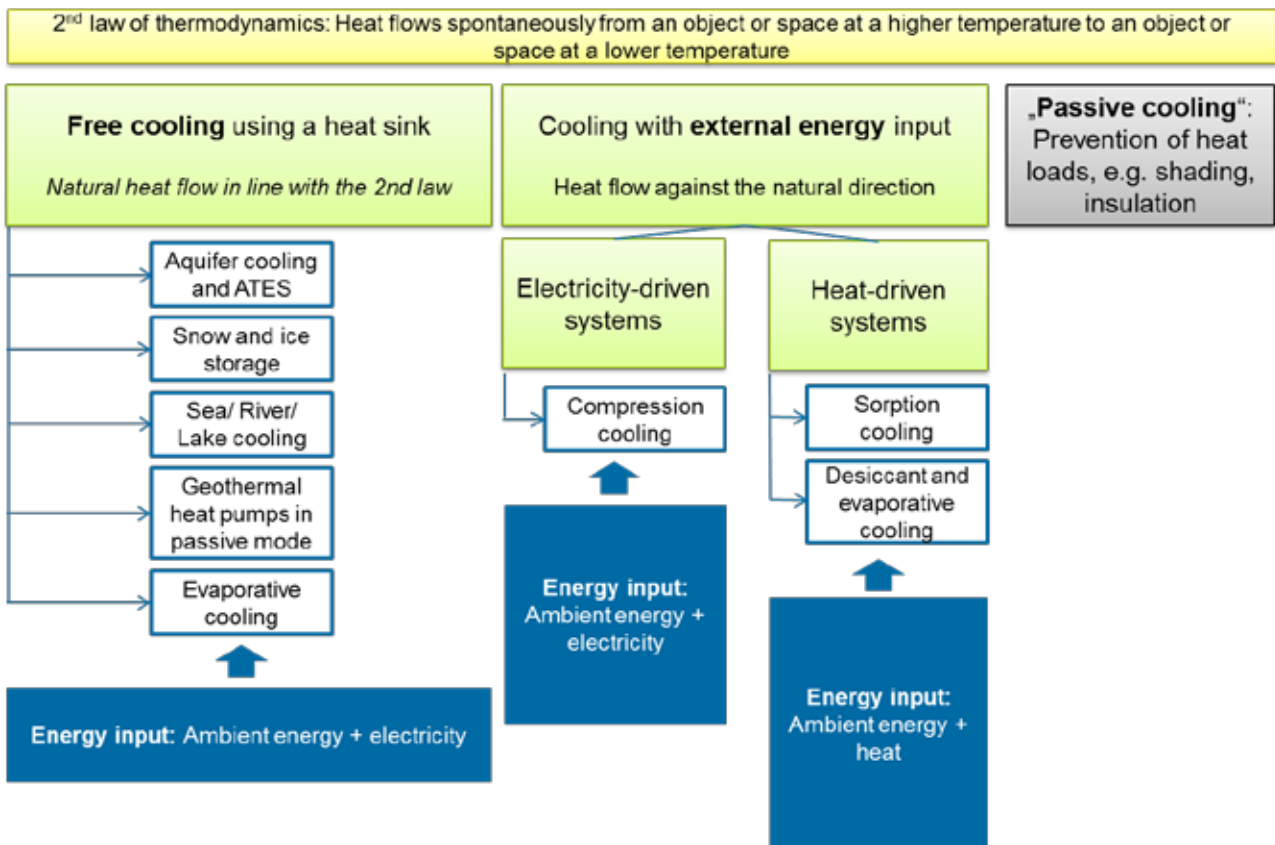 2nd law of thermodynamics: Heat flows spontaneously from an object or space at a higher temperature to an object or
space at a lower temperature
Free cooling using a heat sink
Natural heat flow in line with the 2nd law
Aquifer cooling
and ATES
Snow and ice
storage
Sea/ River/
Lake cooling
Geothermal
heat pumps in
passive mode
Evaporative
cooling
Energy input: Ambient energy + electricity
Cooling with external energy input
Heat flow against the natural direction
Electricity-driven
systems
Compression
cooling
Energy input:
Ambient energy +
electricity
Heat-driven
systems
Sorption
cooling
Desiccant and
evaporative
cooling
Energy input:
Ambient energy +
heat
„Passive cooling“:
Prevention of heat
loads, e.g. shading,
insulation